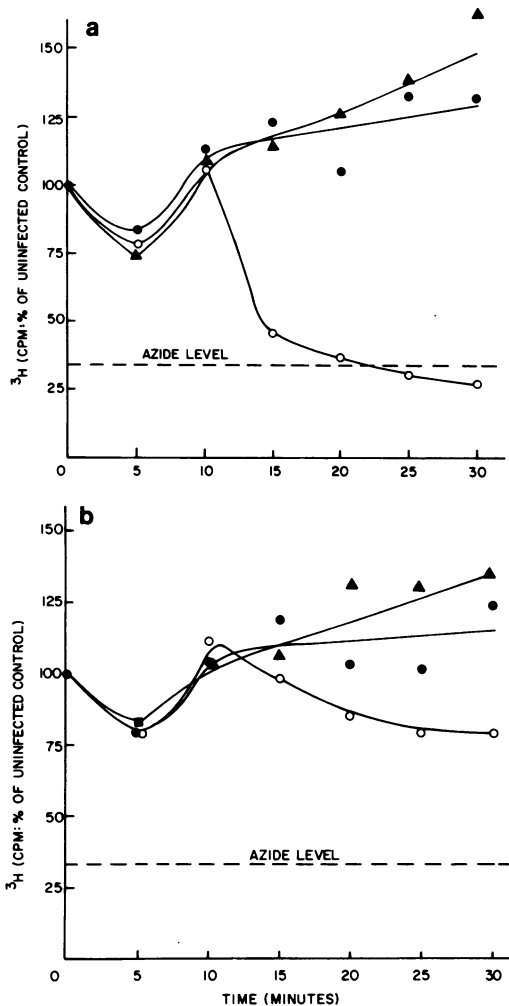 a
150
125
100
75
50
25
³H (CPM: % OF UNINFECTED CONTROL)
AZIDE LEVEL
0 5 10 15 20 25 30
b
150
125
100
75
50
25
³H (CPM: % OF UNINFECTED CONTROL)
AZIDE LEVEL
0 5 10 15 20 25 30
TIME (MINUTES)